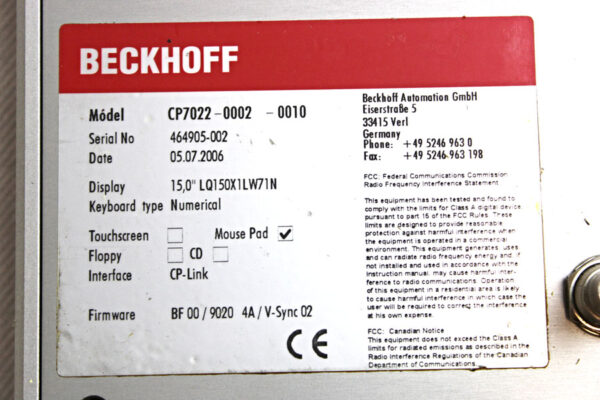 BECKHOFF
Módel CP7022-0002 -0010
Serial No 464905-002
Date 05.07.2006
Display 15,0" LQ150X1LW71N
Keyboard type Numerical
Touchscreen Mouse Pad ✓
Floppy CD
Interface CP-Link
Firmware BF 00/9020 4A/V-Sync 02
CE
Beckhoff Automation GmbH
Eiserstraße 5
33415 Verl
Germany
Phone: +49 5246 963 0
Fax: +49 5246 963 198
FCC: Federal Communications Commission
Radio Frequency Interference Statement
This equipment has been tested and found to
comply with the limits for Class A digital device,
pursuant to part 15 of the FCC Rules. These
limits are designed to provide reasonable
protection against harmful interference when
the equipment is operated in a commercial
environment. This equipment generates, uses
and can radiate radio frequency energy and, if
not installed and used in accordance with the
instruction manual, may cause harmful inter-
ference to radio communications. Operation
of this equipment in a residential area is likely
to cause harmful interference in which case the
user will be required to correct the interference
at his own expense.
FCC: Canadian Notice
This equipment does not exceed the Class A
limits for radiated emissions as described in the
Radio Interference Regulations of the Canadian
Department of Communications.